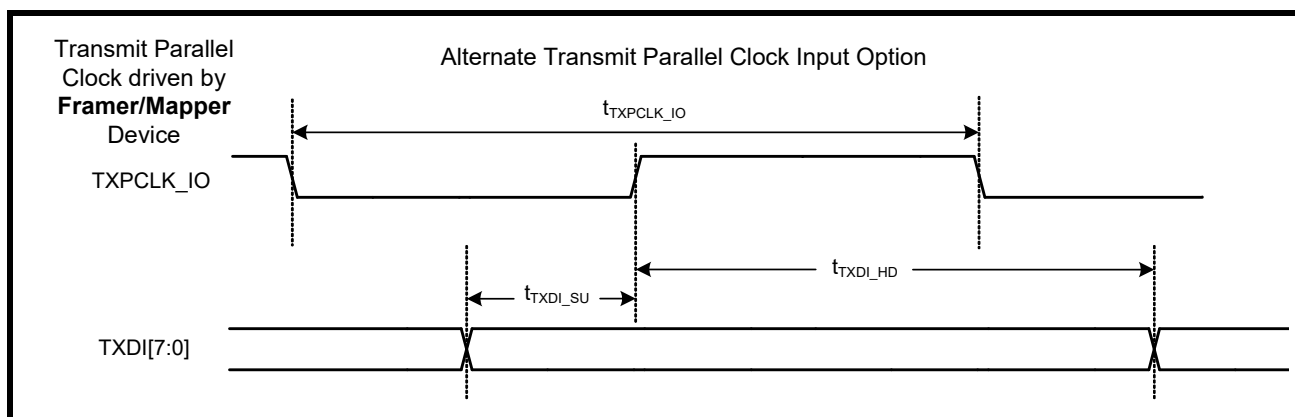 Transmit Parallel
Clock driven by
Framer/Mapper
Device
Alternate Transmit Parallel Clock Input Option
tTXPCLK_IO
TXPCLK_IO
tTXDI_HD
tTXDI_SU
TXDI[7:0]